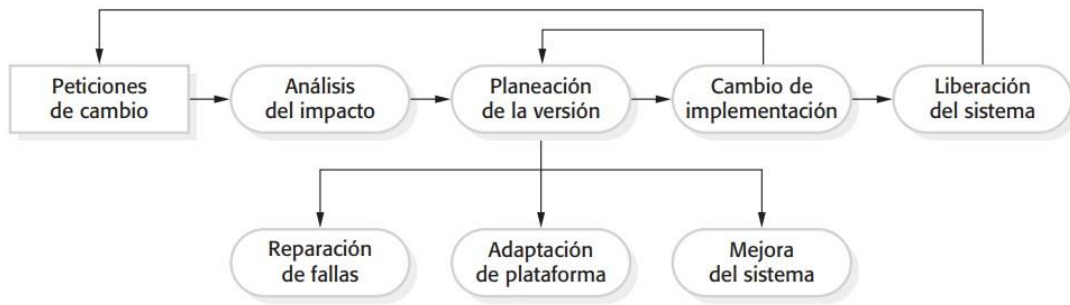 Peticiones
de cambio
Análisis
del impacto
Planeación
de la versión
Cambio de
implementación
Liberación
del sistema
Reparación
de fallas
Adaptación
de plataforma
Mejora
del sistema